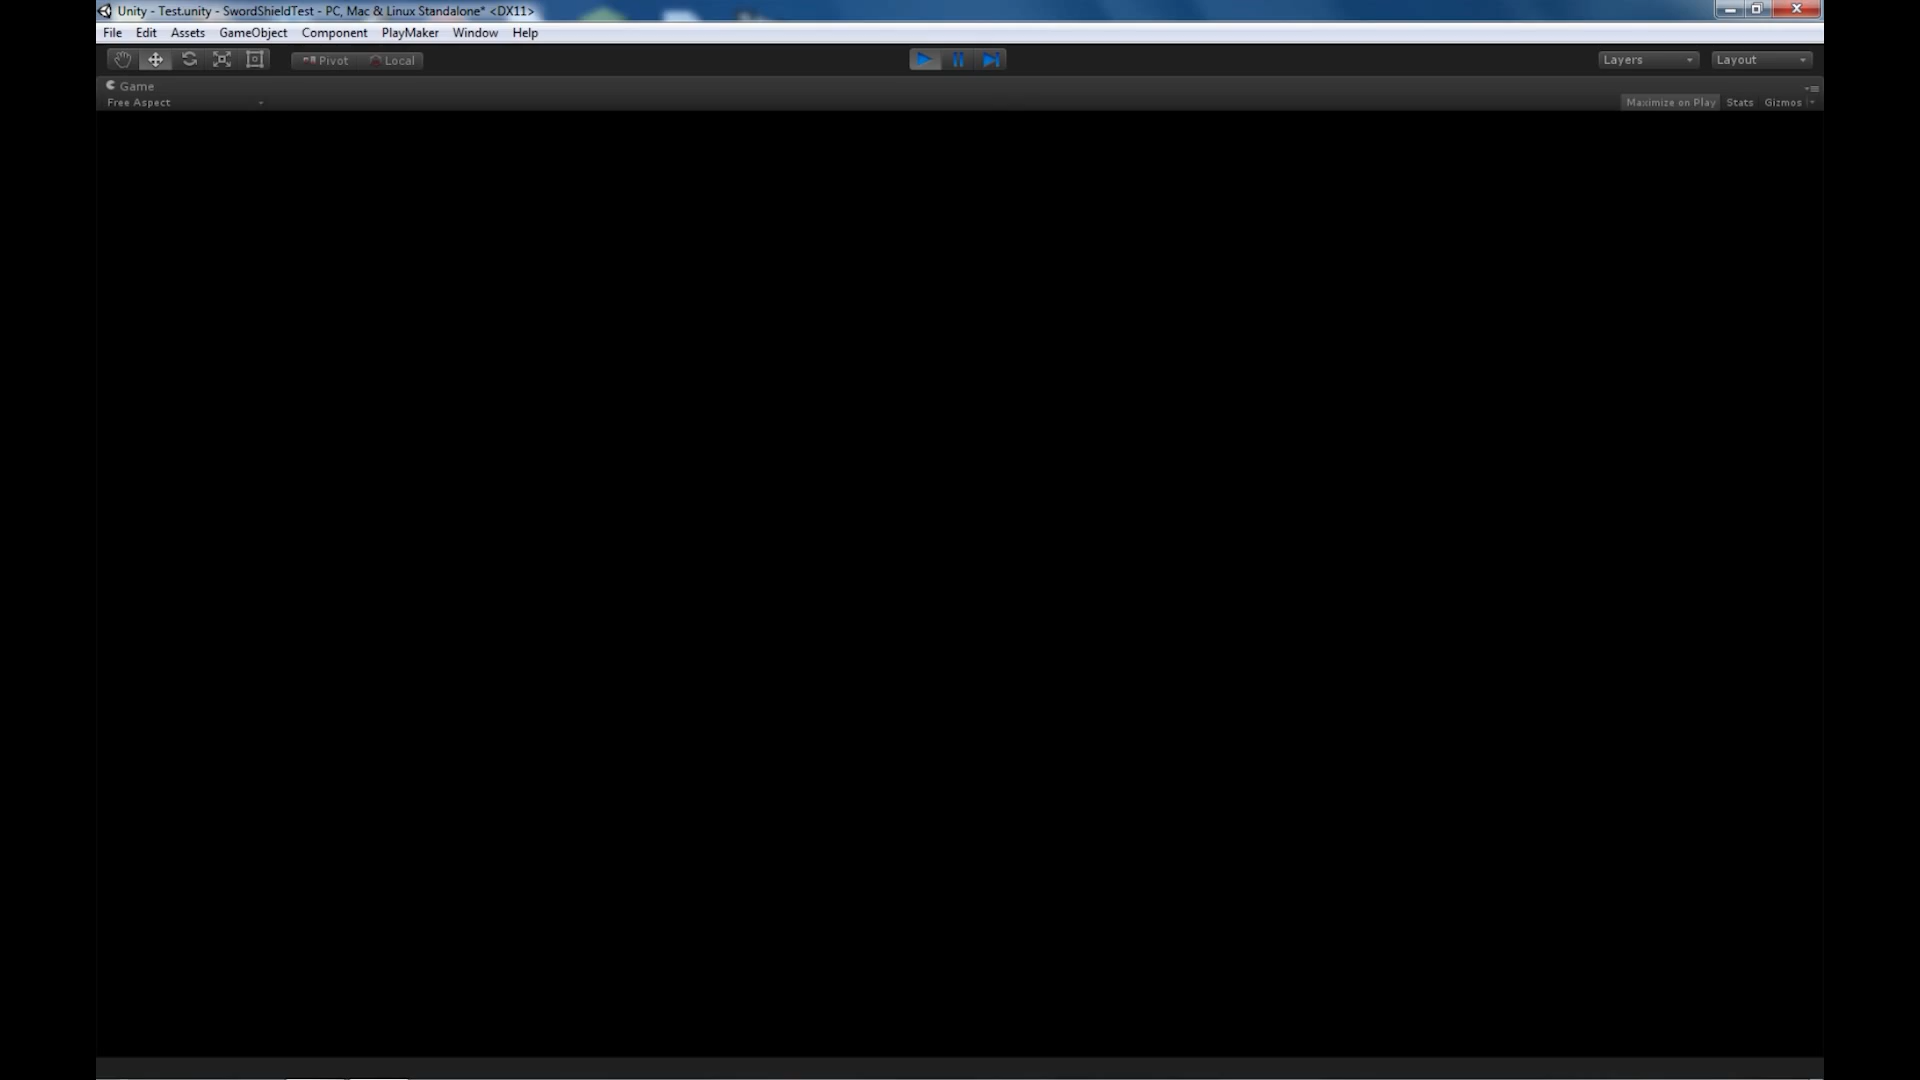 Unity - Test.unity - SwordShieldTest - PC, Mac & Linux Standalone* <DX11>
File Edit Assets GameObject Component PlayMaker Window Help
Pivot Local Layers Layout
Game
Free Aspect Maximize on Play Stats Gizmos